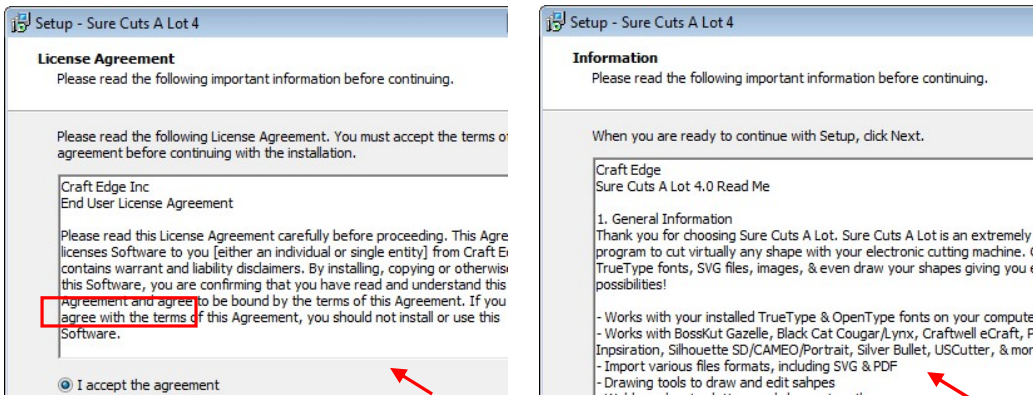 Setup - Sure Cuts A Lot 4
License Agreement
Please read the following important information before continuing.
Please read the following License Agreement. You must accept the terms of
agreement before continuing with the installation.
Craft Edge Inc
End User License Agreement
Please read this License Agreement carefully before proceeding. This Agre
licenses Software to you [either an individual or single entity] from Craft E
contains warrant and liability disclaimers. By installing, copying or otherwis
this Software, you are confirming that you have read and understand this
Agreement and agree to be bound by the terms of this Agreement. If you
agree with the terms of this Agreement, you should not install or use this
Software.
I accept the agreement
Setup - Sure Cuts A Lot 4
Information
Please read the following important information before continuing.
When you are ready to continue with Setup, click Next.
Craft Edge
Sure Cuts A Lot 4.0 Read Me
1. General Information
Thank you for choosing Sure Cuts A Lot. Sure Cuts A Lot is an extremely
program to cut virtually any shape with your electronic cutting machine.
TrueType fonts, SVG files, images, & even draw your shapes giving you
possibilities!
- Works with your installed TrueType & OpenType fonts on your compute
- Works with BossKut Gazelle, Black Cat Cougar/Lynx, Craftwell eCraft, P
Inpsiration, Silhouette SD/CAMEO/Portrait, Silver Bullet, USCutter, & mor
- Import various files formats, including SVG & PDF
- Drawing tools to draw and edit sahpes